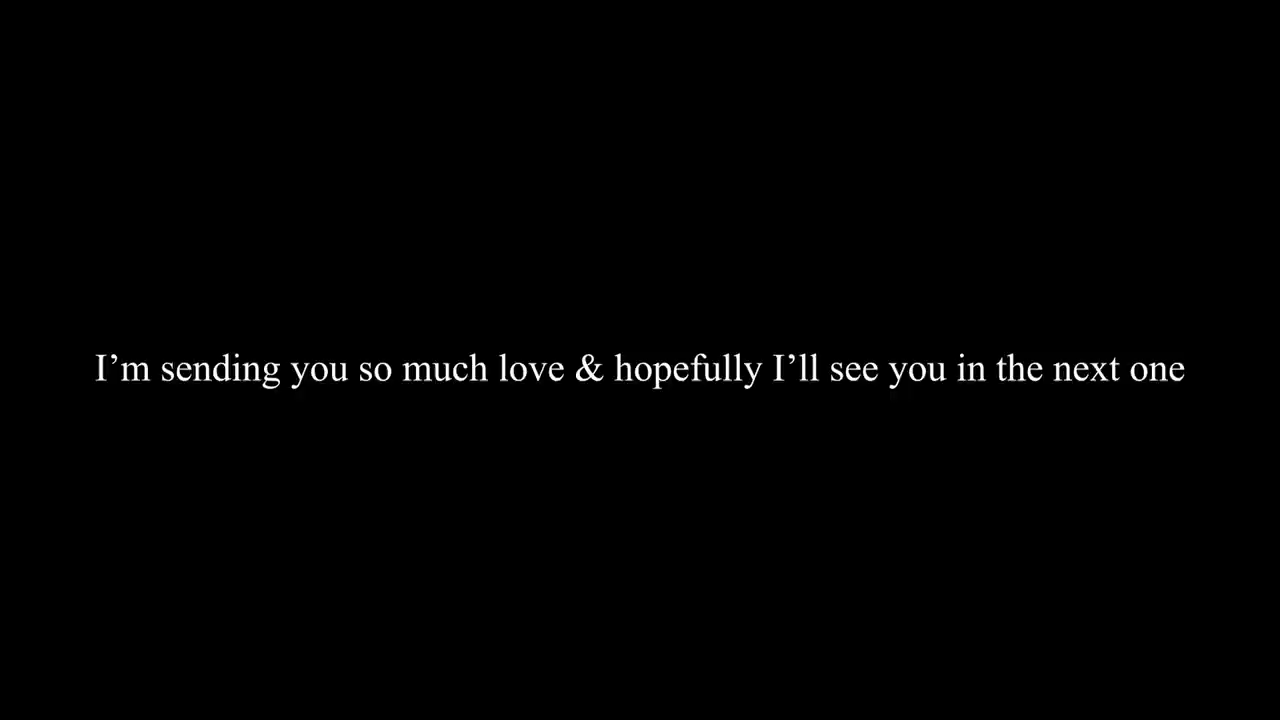 I’m sending you so much love & hopefully I’ll see you in the next one